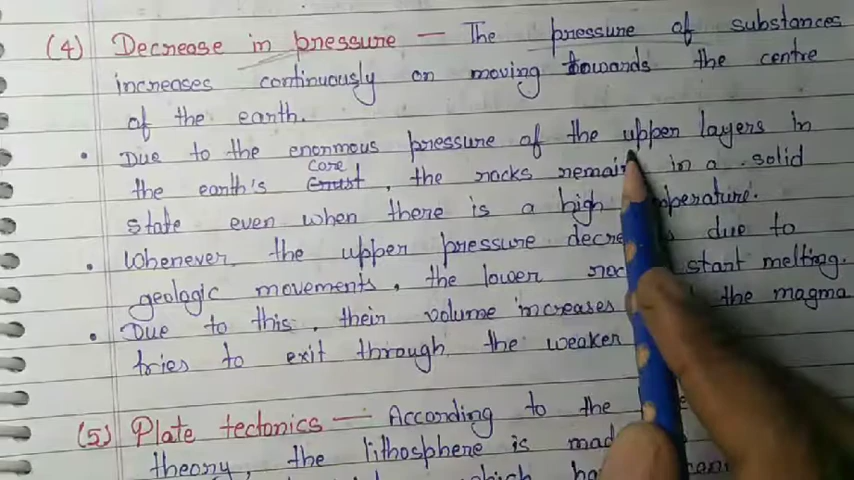 (4) Decrease in pressure — The pressure of substances
increases continuously on moving towards the centre
of the earth.
• Due to the enormous pressure of the upper layers in
core
the earth's Crust, the rocks remain in a solid
state even when there is a high temperature.
• Whenever the upper pressure due to
geologic movements, the lower start melting.
• Due to this, their volume increases the magma
tries to exit through the weaker
(5) Plate tectonics — According to the
theory, the lithosphere is
which